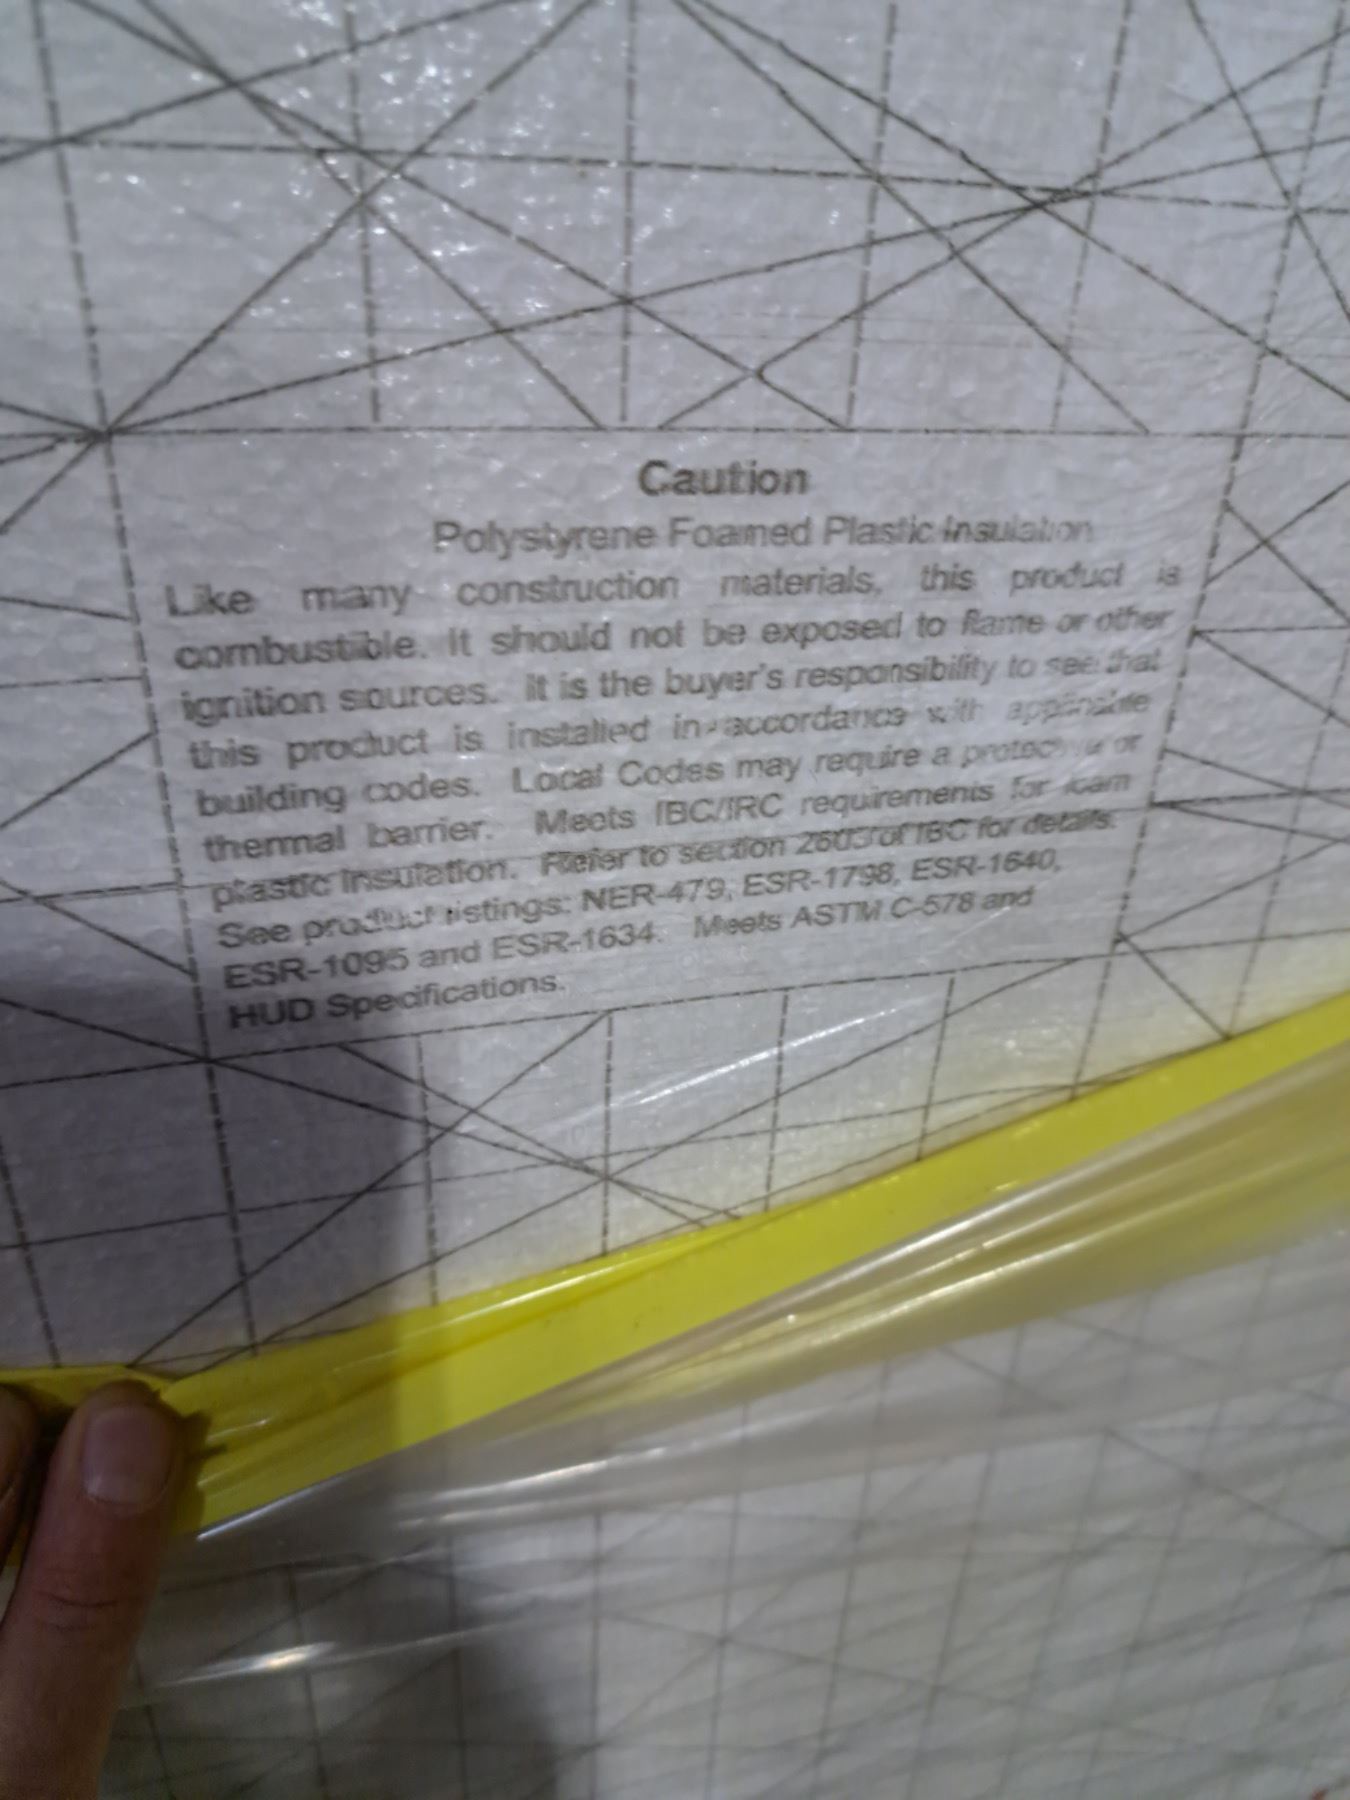 Caution
Polystyrene Foamed Plastic Insulation
Like many construction materials, this product is
combustible. It should not be exposed to flame or other
ignition sources. It is the buyer's responsibility to see that
this product is installed in accordance with applicable
building codes. Local Codes may require a protective or
thermal barrier. Meets IBC/IRC requirements for foam
plastic insulation. Refer to section 2603 of IBC for details.
See product listings: NER-479, ESR-1798, ESR-1640,
ESR-1095 and ESR-1634. Meets ASTM C-578 and
HUD Specifications.